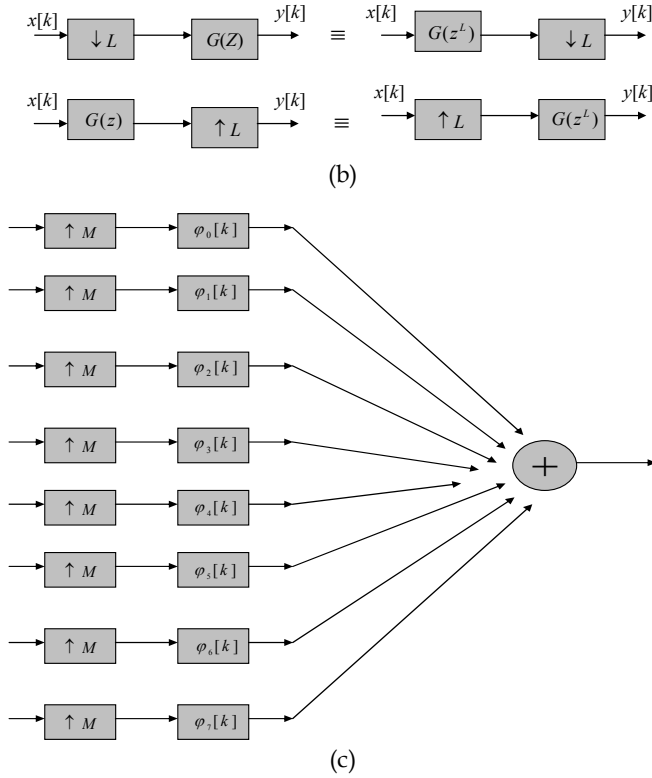 x[k] ↓ L G(Z) y[k] ≡ x[k] G(z^L) ↓ L y[k]
x[k] G(z) ↑ L y[k] ≡ x[k] ↑ L G(z^L) y[k]
(b)
↑ M φ₀[k]
↑ M φ₁[k]
↑ M φ₂[k]
↑ M φ₃[k]
+
↑ M φ₄[k]
↑ M φ₅[k]
↑ M φ₆[k]
↑ M φ₇[k]
(c)